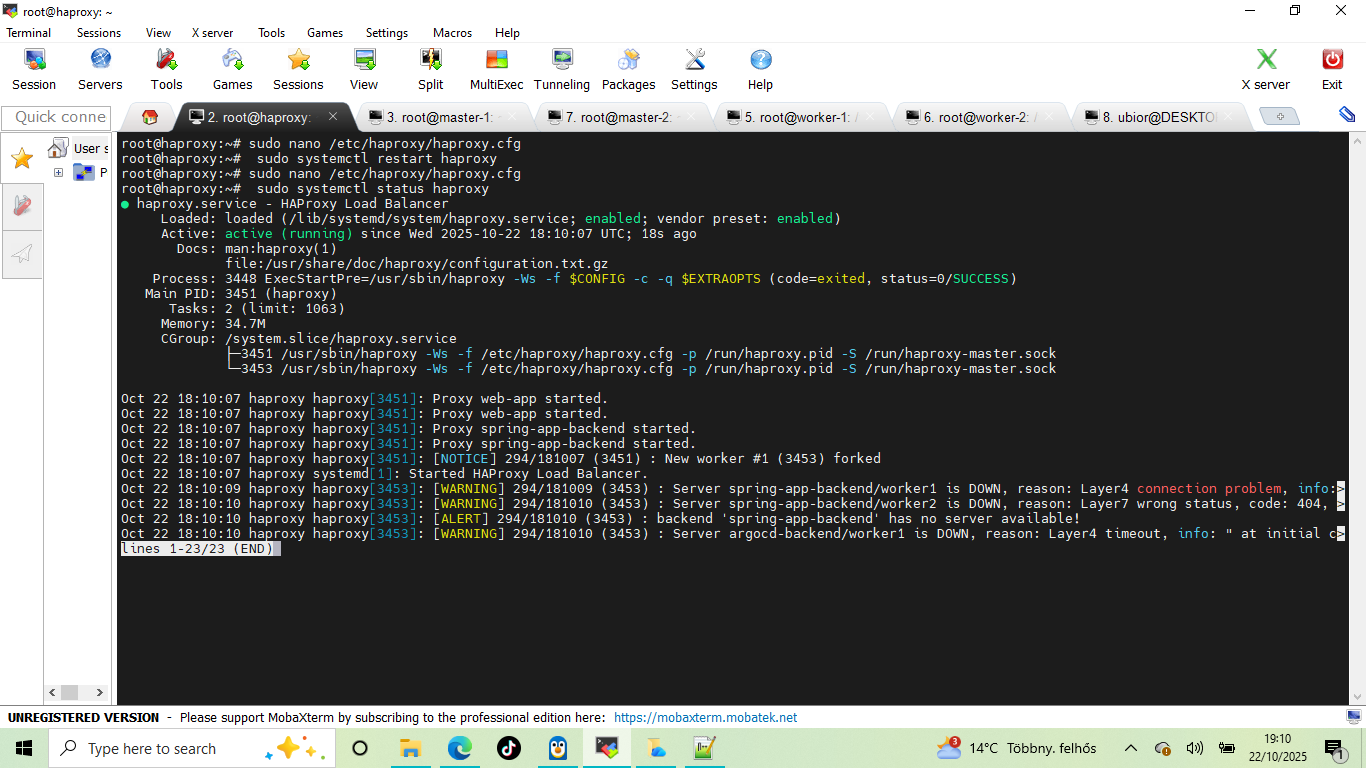 root@haproxy: ~
Terminal Sessions View X server Tools Games Settings Macros Help
Session Servers Tools Games Sessions View Split MultiExec Tunneling Packages Settings Help X server Exit
Quick conne
2. root@haproxy: 3. root@master-1: 7. root@master-2: 5. root@worker-1: / 6. root@worker-2: / 8. ubior@DESKTO
User s
P
root@haproxy:~# sudo nano /etc/haproxy/haproxy.cfg
root@haproxy:~#  sudo systemctl restart haproxy
root@haproxy:~# sudo nano /etc/haproxy/haproxy.cfg
root@haproxy:~#  sudo systemctl status haproxy
● haproxy.service - HAProxy Load Balancer
     Loaded: loaded (/lib/systemd/system/haproxy.service; enabled; vendor preset: enabled)
     Active: active (running) since Wed 2025-10-22 18:10:07 UTC; 18s ago
       Docs: man:haproxy(1)
             file:/usr/share/doc/haproxy/configuration.txt.gz
    Process: 3448 ExecStartPre=/usr/sbin/haproxy -Ws -f $CONFIG -c -q $EXTRAOPTS (code=exited, status=0/SUCCESS)
   Main PID: 3451 (haproxy)
      Tasks: 2 (limit: 1063)
     Memory: 34.7M
     CGroup: /system.slice/haproxy.service
             ├─3451 /usr/sbin/haproxy -Ws -f /etc/haproxy/haproxy.cfg -p /run/haproxy.pid -S /run/haproxy-master.sock
             └─3453 /usr/sbin/haproxy -Ws -f /etc/haproxy/haproxy.cfg -p /run/haproxy.pid -S /run/haproxy-master.sock
Oct 22 18:10:07 haproxy haproxy[3451]: Proxy web-app started.
Oct 22 18:10:07 haproxy haproxy[3451]: Proxy web-app started.
Oct 22 18:10:07 haproxy haproxy[3451]: Proxy spring-app-backend started.
Oct 22 18:10:07 haproxy haproxy[3451]: Proxy spring-app-backend started.
Oct 22 18:10:07 haproxy haproxy[3451]: [NOTICE] 294/181007 (3451) : New worker #1 (3453) forked
Oct 22 18:10:07 haproxy systemd[1]: Started HAProxy Load Balancer.
Oct 22 18:10:09 haproxy haproxy[3453]: [WARNING] 294/181009 (3453) : Server spring-app-backend/worker1 is DOWN, reason: Layer4 connection problem, info:>
Oct 22 18:10:10 haproxy haproxy[3453]: [WARNING] 294/181010 (3453) : Server spring-app-backend/worker2 is DOWN, reason: Layer7 wrong status, code: 404, >
Oct 22 18:10:10 haproxy haproxy[3453]: [ALERT] 294/181010 (3453) : backend 'spring-app-backend' has no server available!
Oct 22 18:10:10 haproxy haproxy[3453]: [WARNING] 294/181010 (3453) : Server argocd-backend/worker1 is DOWN, reason: Layer4 timeout, info: " at initial c>
lines 1-23/23 (END)
UNREGISTERED VERSION - Please support MobaXterm by subscribing to the professional edition here: https://mobaxterm.mobatek.net
Type here to search
3 14°C Többny. felhős
19:10
22/10/2025
1